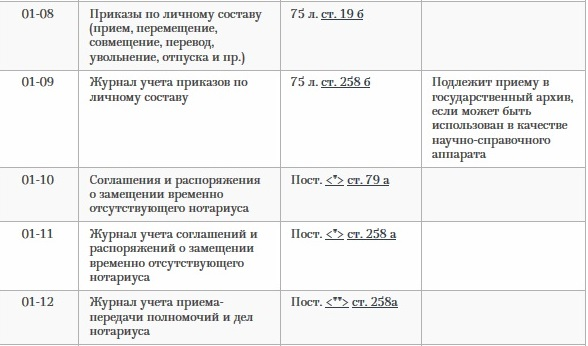 01-08 Приказы по личному составу 75 л. ст. 19 б
(прием, перемещение,
совмещение, перевод,
увольнение, отпуска и пр.)
01-09 Журнал учета приказов по 75 л. ст. 258 б Подлежит приему в
личному составу государственный архив,
если может быть
использован в качестве
научно-справочного
аппарата
01-10 Соглашения и распоряжения Пост. <*> ст. 79 а
о замещении временно
отсутствующего нотариуса
01-11 Журнал учета соглашений и Пост. <*> ст. 258 а
распоряжений о замещении
временно отсутствующего
нотариуса
01-12 Журнал учета приема- Пост. <**> ст. 258а
передачи полномочий и дел
нотариуса